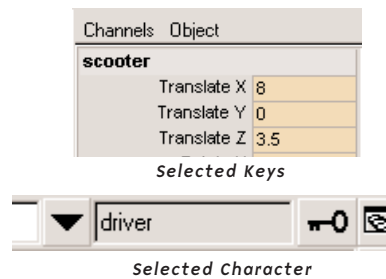 Channels Object
scooter
Translate X 8
Translate Y 0
Translate Z 3.5
Selected Keys
driver
Selected Character